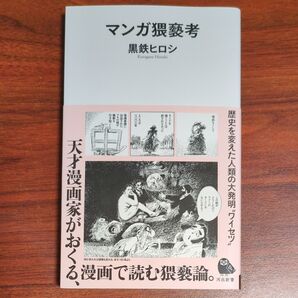 マンガ猥褻考
黒鉄ヒロシ
Kurogane Hiroshi
歴史を変えた人類の大発明"ワイセツ"
天才漫画家がおくる、
漫画で読む猥褻論。
河出新書